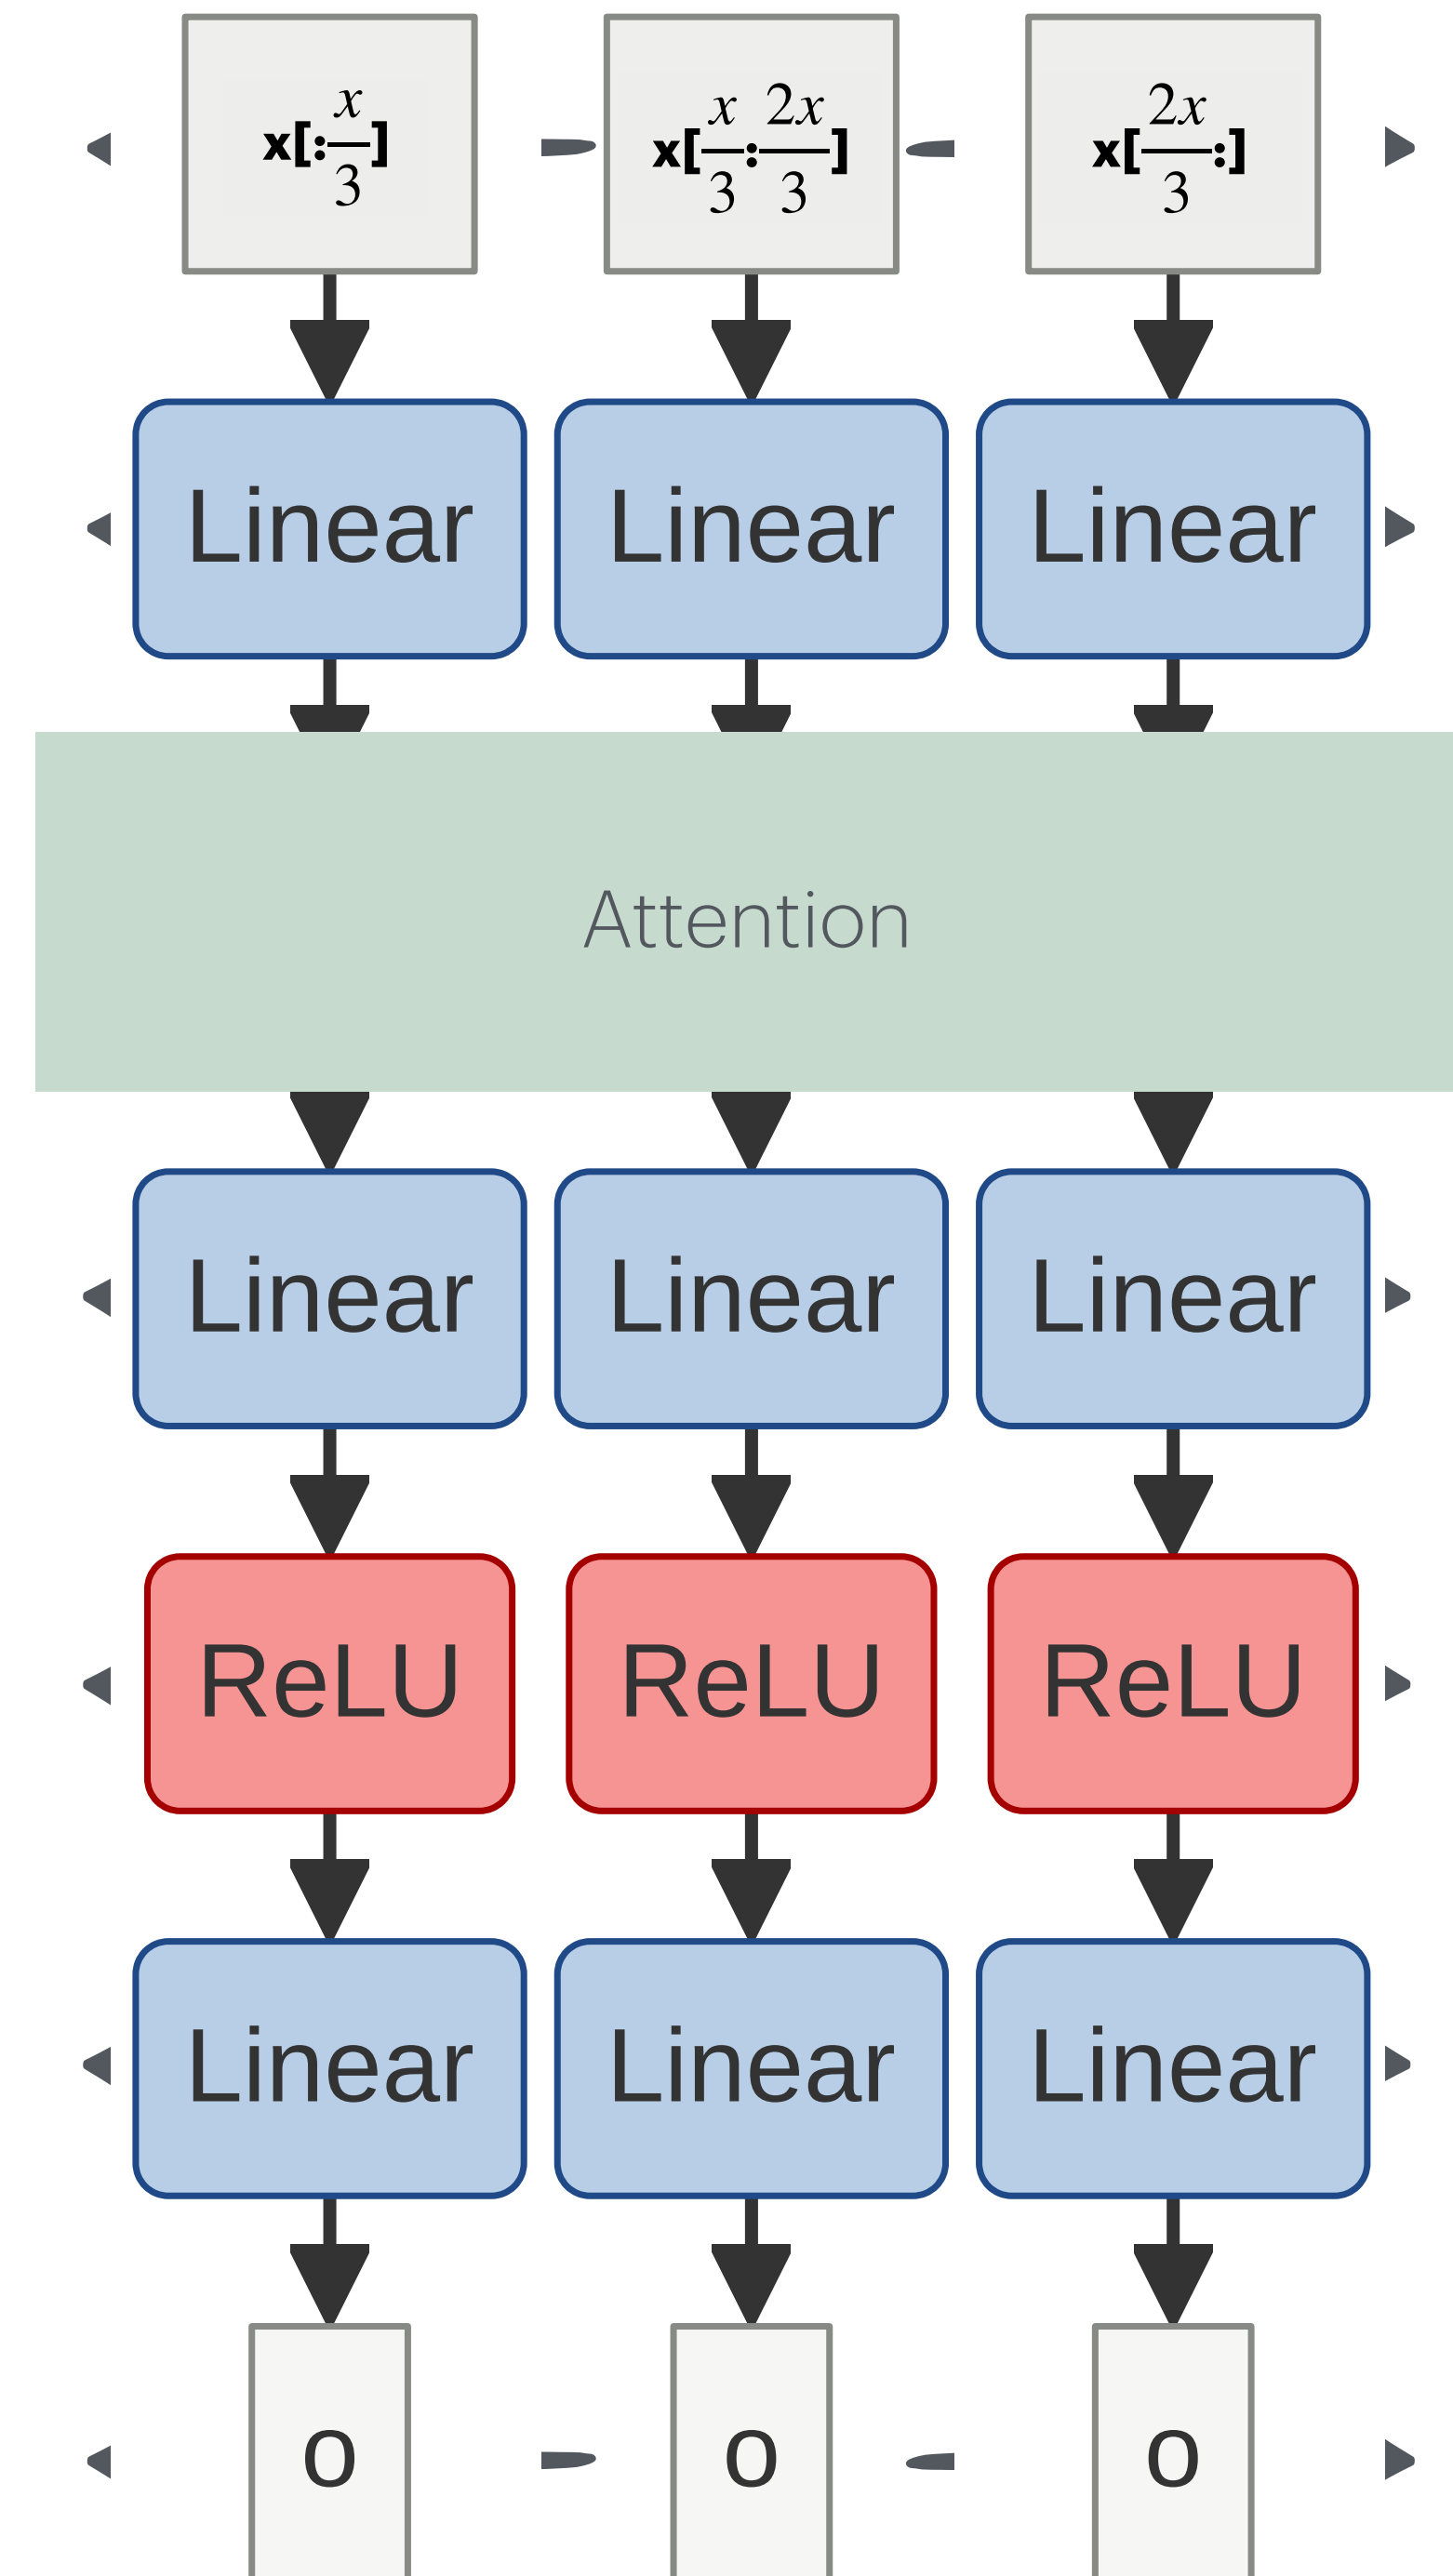 x[:x/3] x[x/3:2x/3] x[2x/3:]
Linear Linear Linear
Attention
Linear Linear Linear
ReLU ReLU ReLU
Linear Linear Linear
o o o